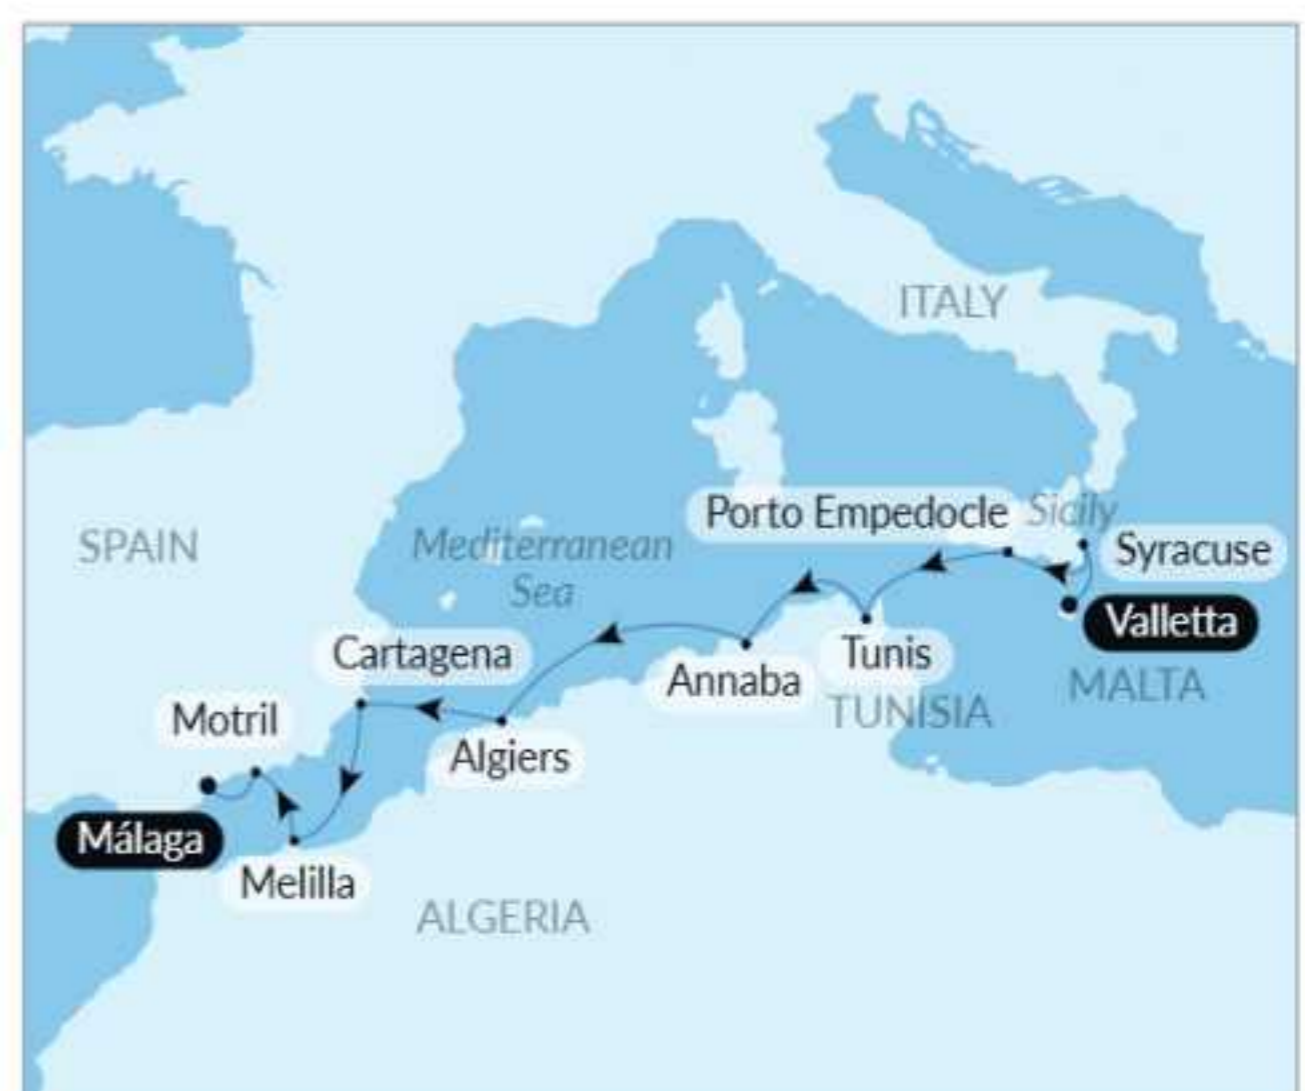 ITALY
Porto Empedocle
Sicily
SPAIN
Mediterranean
Sea
Syracuse
Valletta
Cartagena
Tunis
Annaba
MALTA
TUNISIA
Motril
Algiers
Málaga
Melilla
ALGERIA